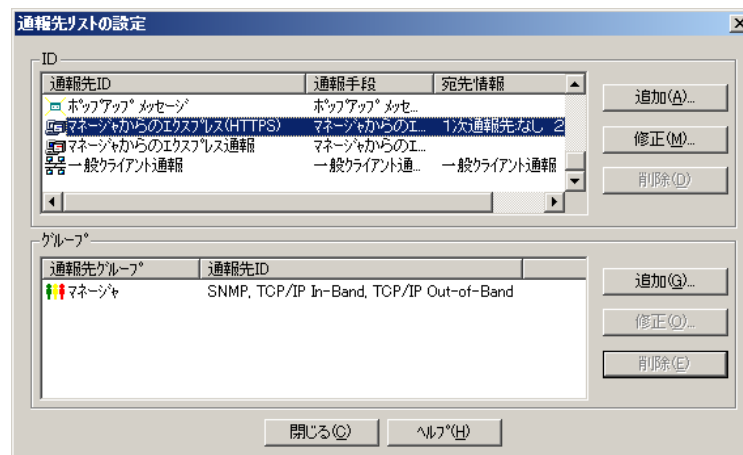 通報先リストの設定
ID
通報先ID 通報手段 宛先情報
ポップアップ メッセージ ポップアップ メッセ...
マネージャからのエクスプレス(HTTPS) マネージャからのエ... 1次通報先:なし 2
マネージャからのエクスプレス通報 マネージャからのエ...
一般クライアント通報 一般クライアント通... 一般クライアント通報
追加(A)...
修正(M)...
削除(D)
グループ
通報先グループ 通報先ID
マネージャ SNMP, TCP/IP In-Band, TCP/IP Out-of-Band
追加(G)...
修正(O)...
削除(E)
閉じる(C) ヘルプ(H)